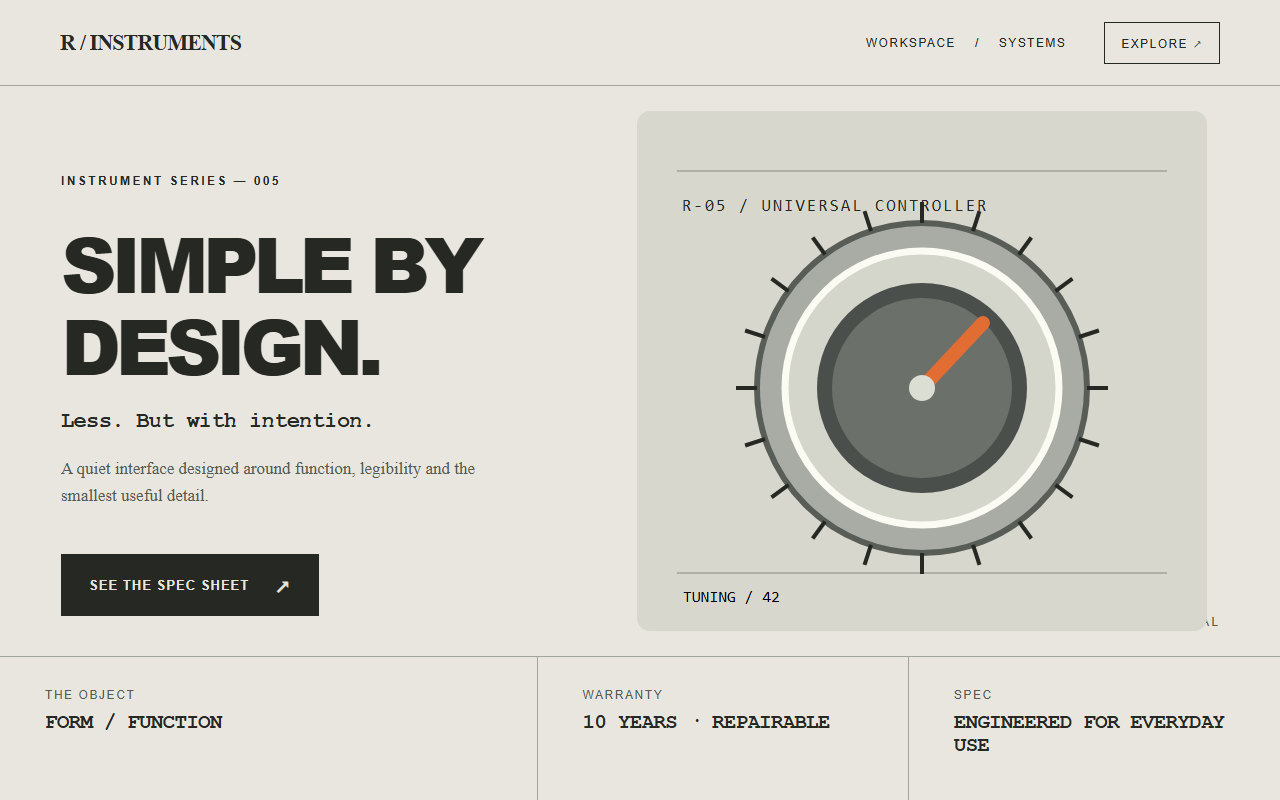 R / INSTRUMENTS
WORKSPACE / SYSTEMS
EXPLORE ↗
INSTRUMENT SERIES — 005
SIMPLE BY
DESIGN.
Less. But with intention.
A quiet interface designed around function, legibility and the
smallest useful detail.
SEE THE SPEC SHEET ↗
R-05 / UNIVERSAL CONTROLLER
TUNING / 42
THE OBJECT
FORM / FUNCTION
WARRANTY
10 YEARS · REPAIRABLE
SPEC
ENGINEERED FOR EVERYDAY
USE